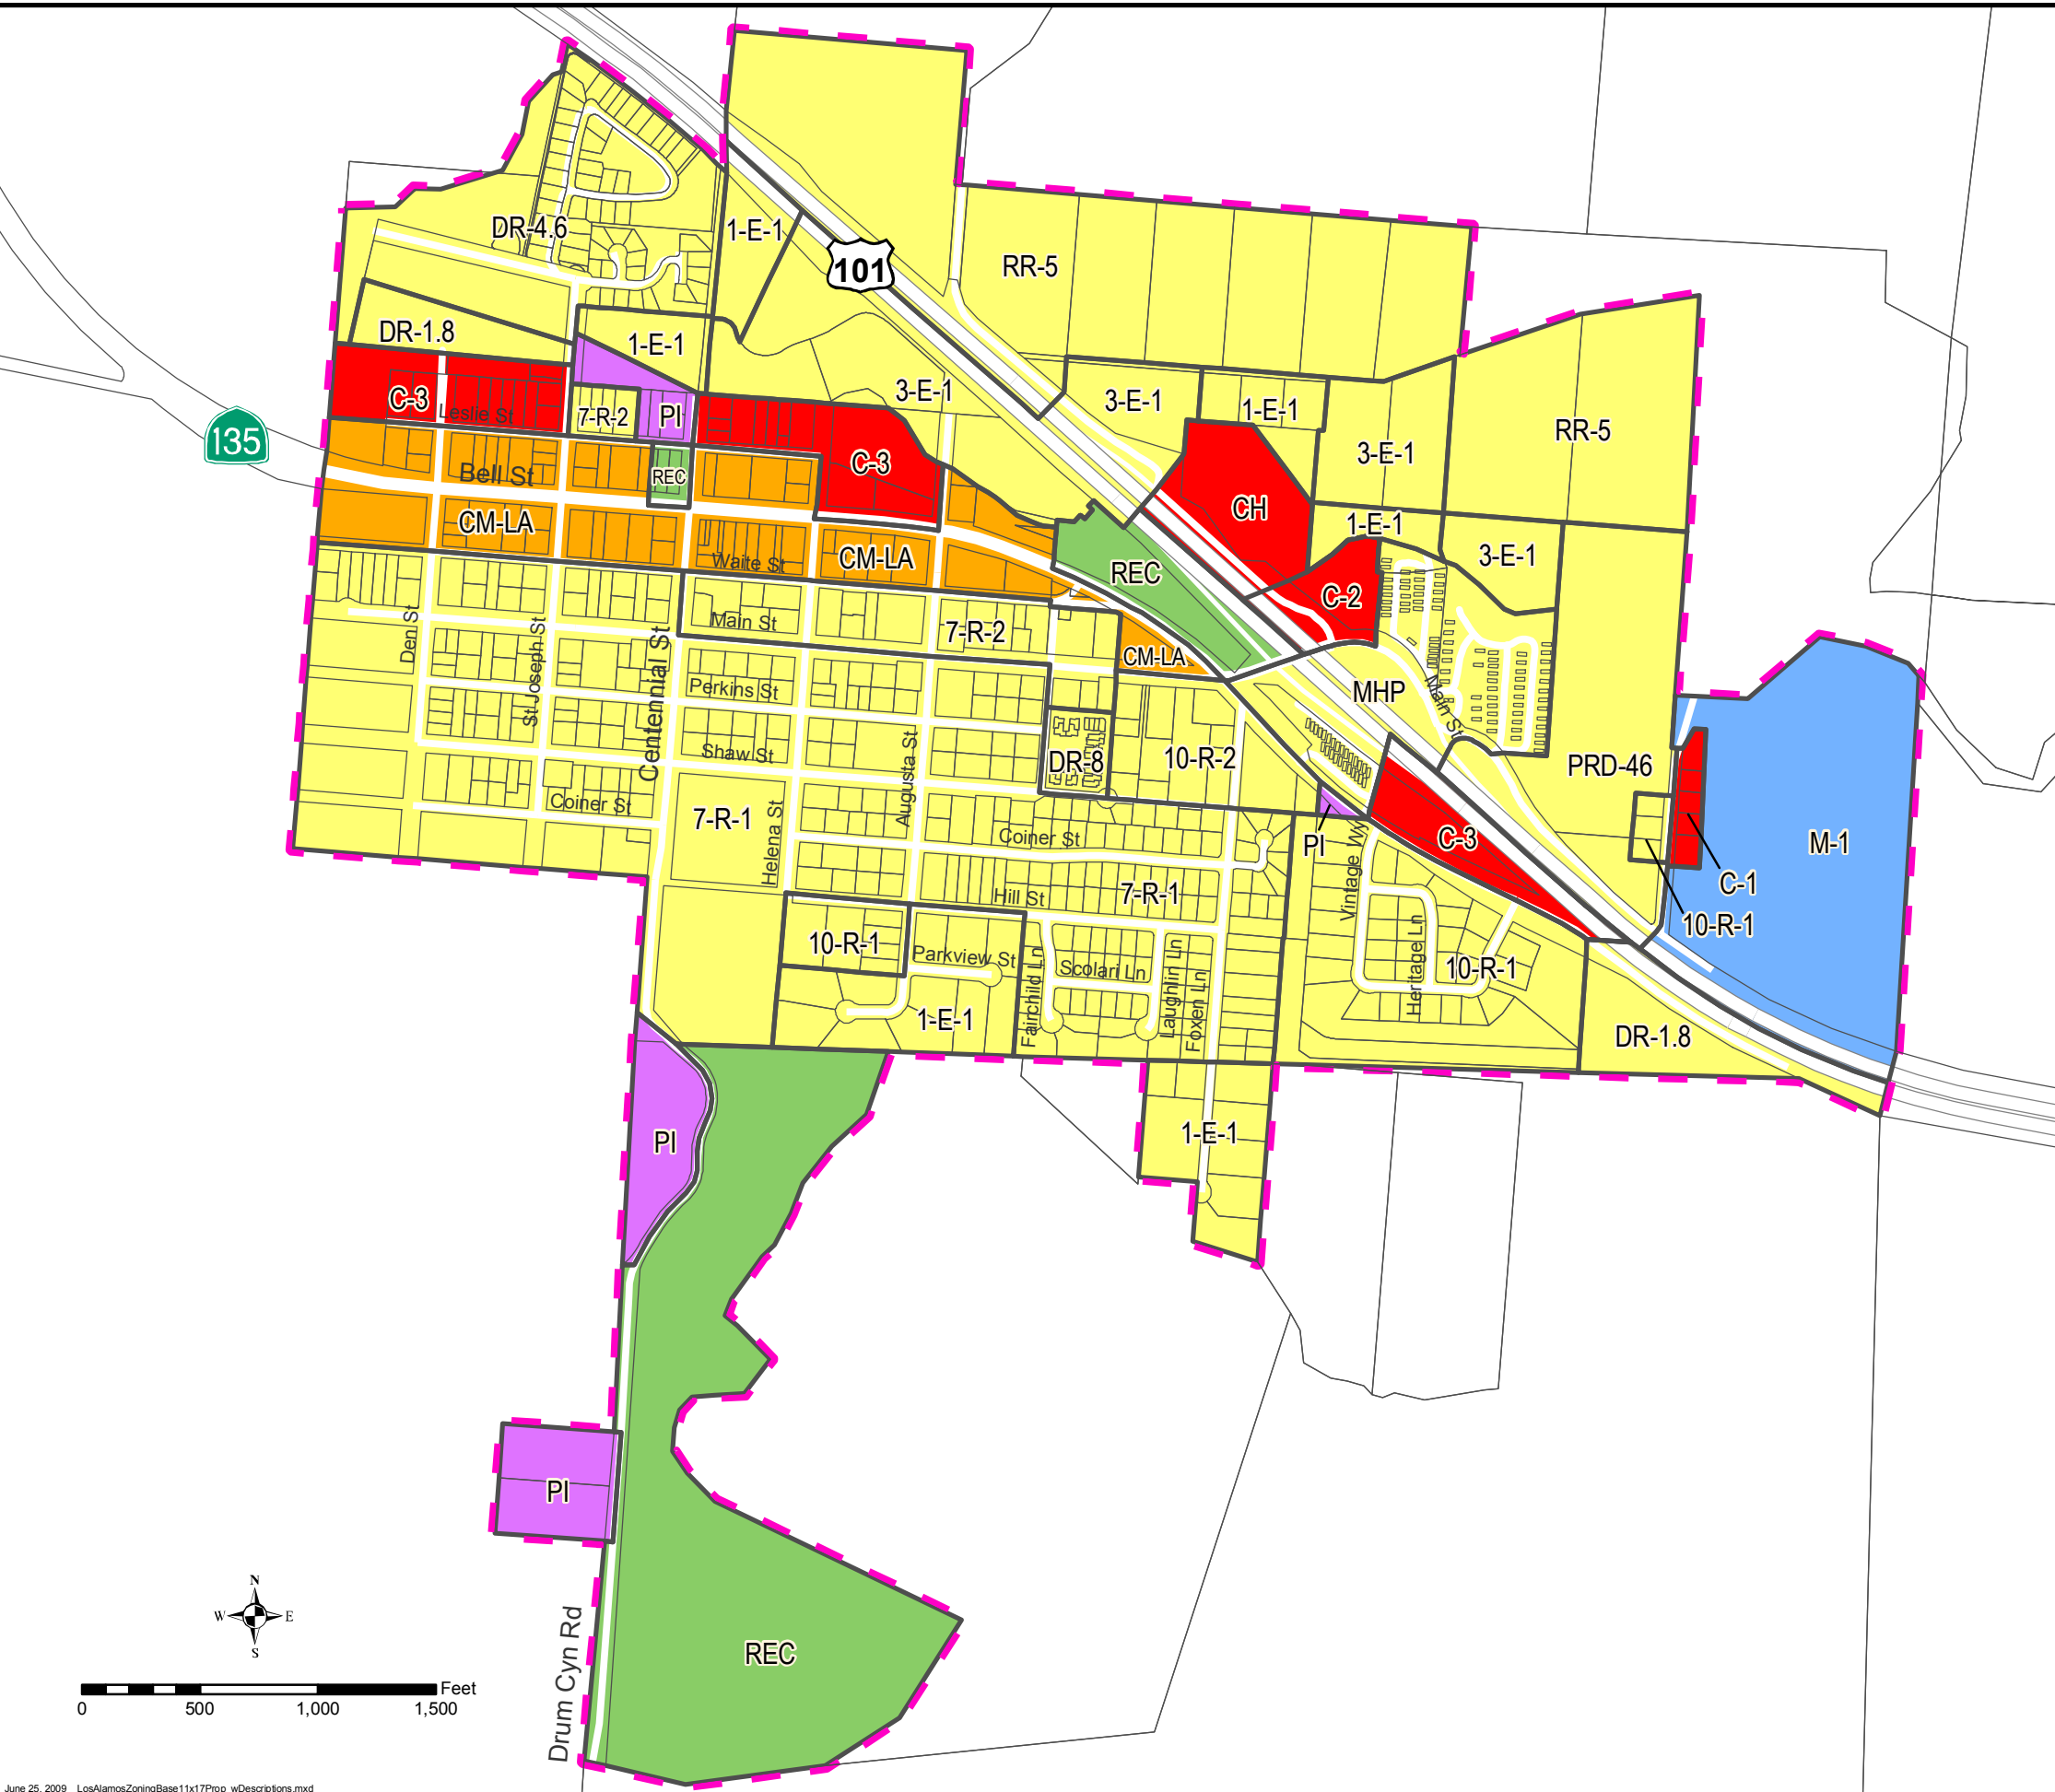 DR-4.6
1-E-1
101
RR-5
DR-1.8
1-E-1
3-E-1
3-E-1
1-E-1
C-3
Leslie St
7-R-2
PI
RR-5
135
3-E-1
C-3
Bell St
REC
CH
CM-LA
1-E-1
CM-LA
Waite St
3-E-1
REC
C-2
Den St
St Joseph St
Centennial St
Main St
7-R-2
CM-LA
Perkins St
MHP
Main St
Shaw St
DR-8
10-R-2
PRD-46
Coiner St
7-R-1
Helena St
Augusta St
Coiner St
PI
Vintage Wy
C-3
M-1
C-1
Hill St
7-R-1
10-R-1
10-R-1
Parkview St
Fairchild Ln
Scolari Ln
Laughlin Ln
Foxen Ln
Heritage Ln
10-R-1
1-E-1
DR-1.8
PI
1-E-1
PI
N
W E
S
Drum Cyn Rd
REC
Feet
0 500 1,000 1,500
June 25, 2009 LosAlamosZoningBase11x17Prop_wDescriptions.mxd